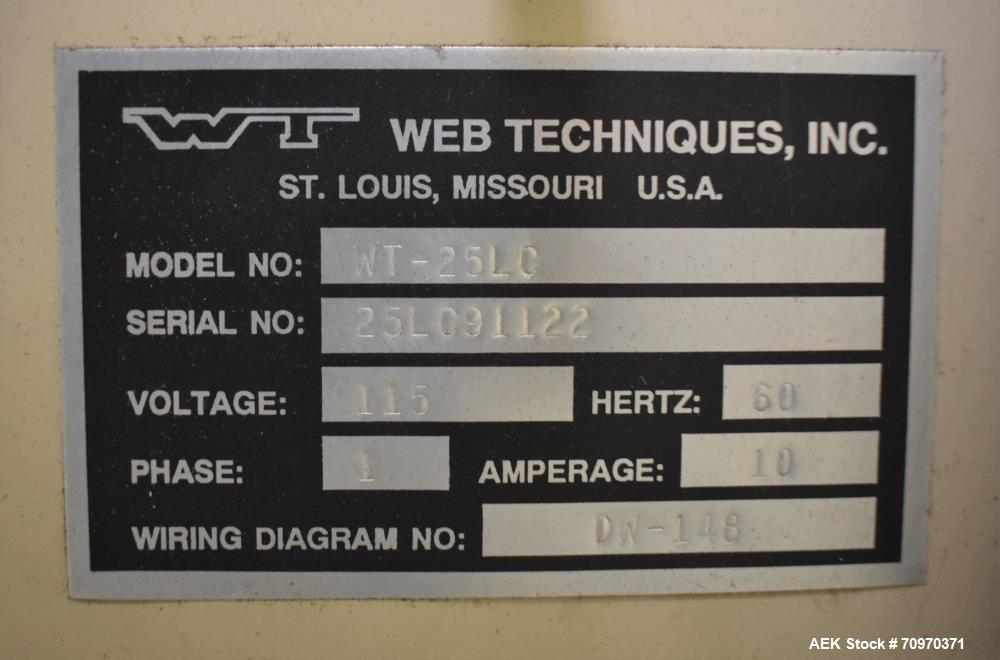 WT WEB TECHNIQUES, INC.
ST. LOUIS, MISSOURI U.S.A.
MODEL NO: WT-25LC
SERIAL NO: 25LC91122
VOLTAGE: 115 HERTZ: 60
PHASE: 1 AMPERAGE: 10
WIRING DIAGRAM NO: DW-148
AEK Stock # 70970371